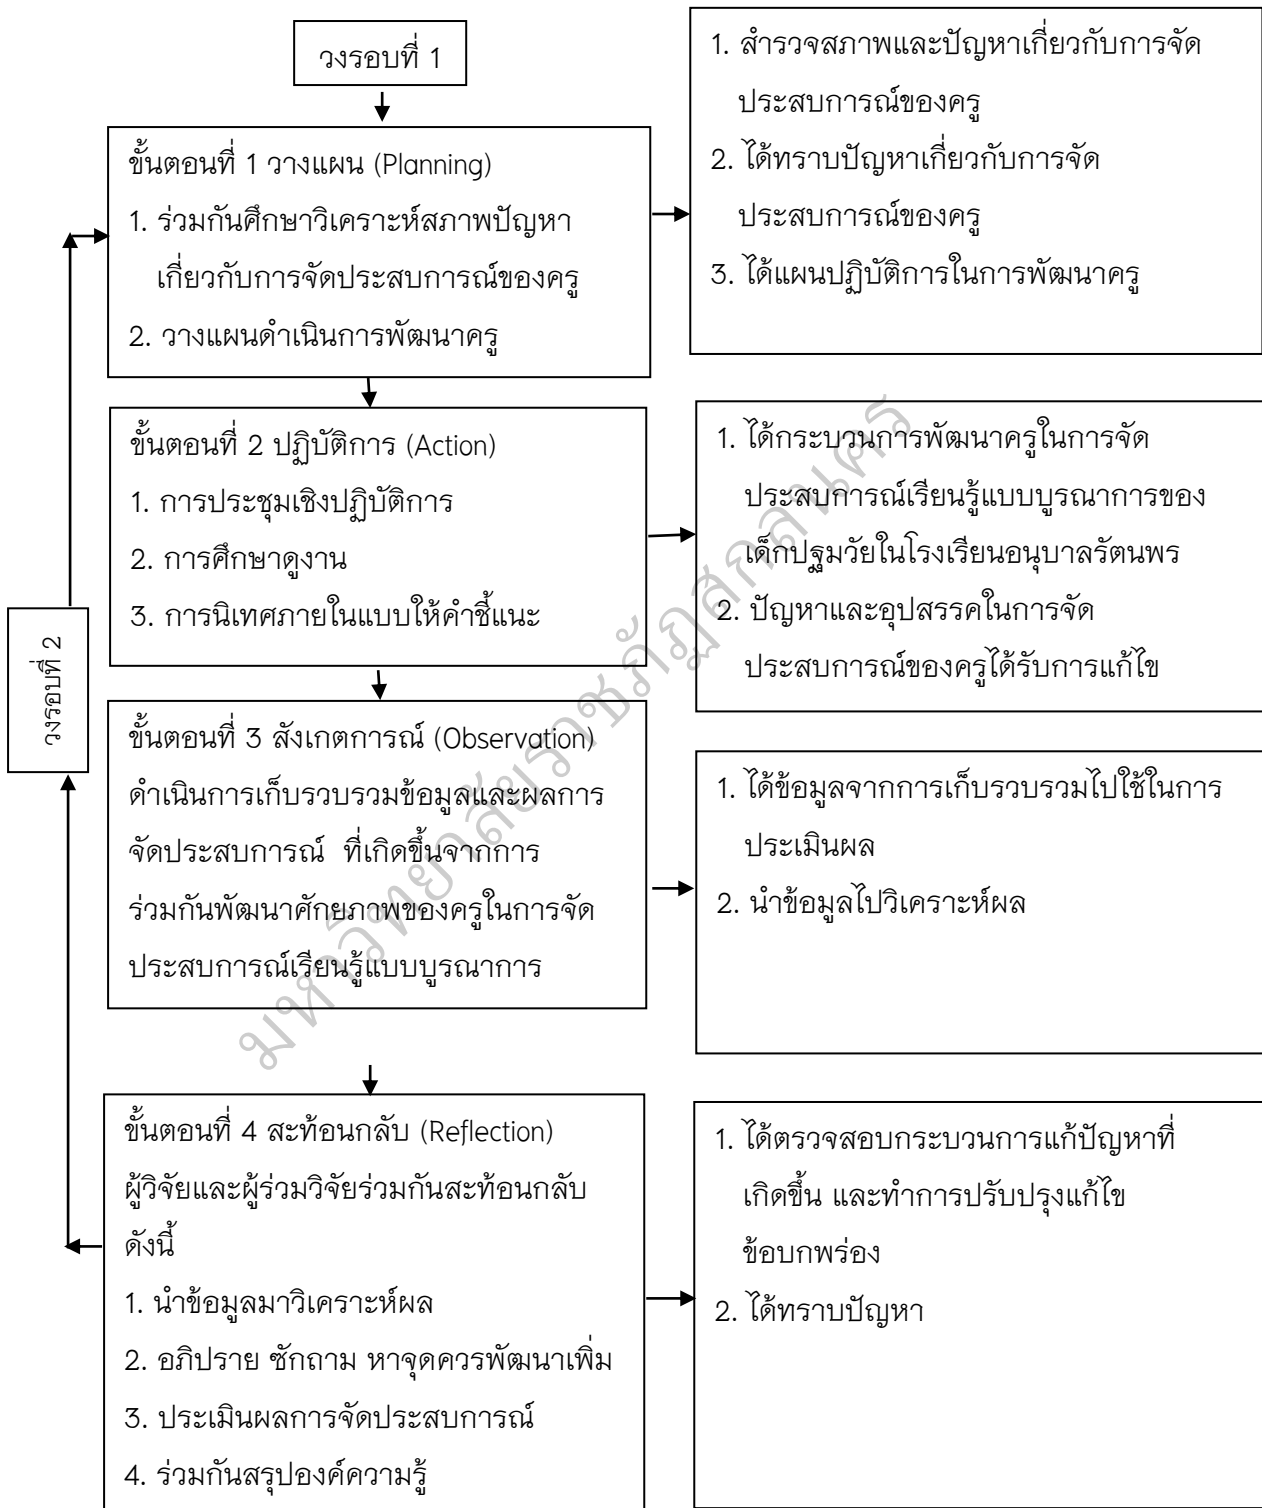 วงรอบที่ 1
ขั้นตอนที่ 1 วางแผน (Planning)
1. ร่วมกันศึกษาวิเคราะห์สภาพปัญหา
เกี่ยวกับการจัดประสบการณ์ของครู
2. วางแผนดำเนินการพัฒนาครู
1. สำรวจสภาพและปัญหาเกี่ยวกับการจัด
ประสบการณ์ของครู
2. ได้ทราบปัญหาเกี่ยวกับการจัด
ประสบการณ์ของครู
3. ได้แผนปฏิบัติการในการพัฒนาครู
ขั้นตอนที่ 2 ปฏิบัติการ (Action)
1. การประชุมเชิงปฏิบัติการ
2. การศึกษาดูงาน
3. การนิเทศภายในแบบให้คำชี้แนะ
1. ได้กระบวนการพัฒนาครูในการจัด
ประสบการณ์เรียนรู้แบบบูรณาการของ
เด็กปฐมวัยในโรงเรียนอนุบาลรัตนพร
2. ปัญหาและอุปสรรคในการจัด
ประสบการณ์ของครูได้รับการแก้ไข
วงรอบที่ 2
ขั้นตอนที่ 3 สังเกตการณ์ (Observation)
ดำเนินการเก็บรวบรวมข้อมูลและผลการ
จัดประสบการณ์ ที่เกิดขึ้นจากการ
ร่วมกันพัฒนาศักยภาพของครูในการจัด
ประสบการณ์เรียนรู้แบบบูรณาการ
1. ได้ข้อมูลจากการเก็บรวบรวมไปใช้ในการ
ประเมินผล
2. นำข้อมูลไปวิเคราะห์ผล
ขั้นตอนที่ 4 สะท้อนกลับ (Reflection)
ผู้วิจัยและผู้ร่วมวิจัยร่วมกันสะท้อนกลับ
ดังนี้
1. นำข้อมูลมาวิเคราะห์ผล
2. อภิปราย ซักถาม หาจุดควรพัฒนาเพิ่ม
3. ประเมินผลการจัดประสบการณ์
4. ร่วมกันสรุปองค์ความรู้
1. ได้ตรวจสอบกระบวนการแก้ปัญหาที่
เกิดขึ้น และทำการปรับปรุงแก้ไข
ข้อบกพร่อง
2. ได้ทราบปัญหา
มหาวิทยาลัยราชภัฏสกลนคร